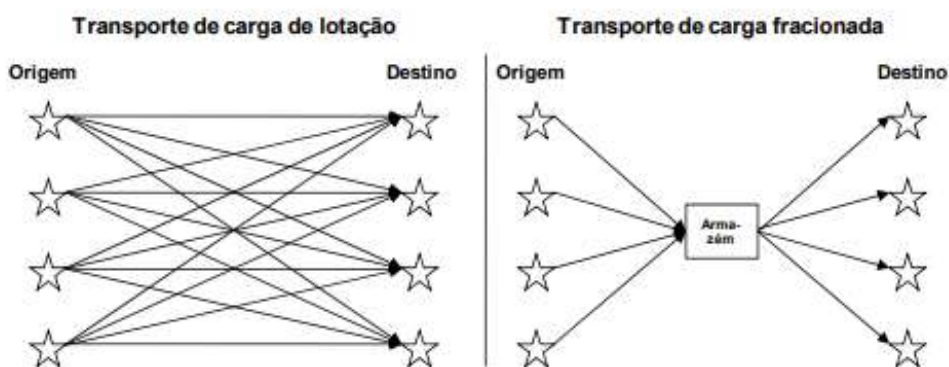 Transporte de carga de lotação
Origem
Destino
Transporte de carga fracionada
Origem
Destino
Arma-
zém